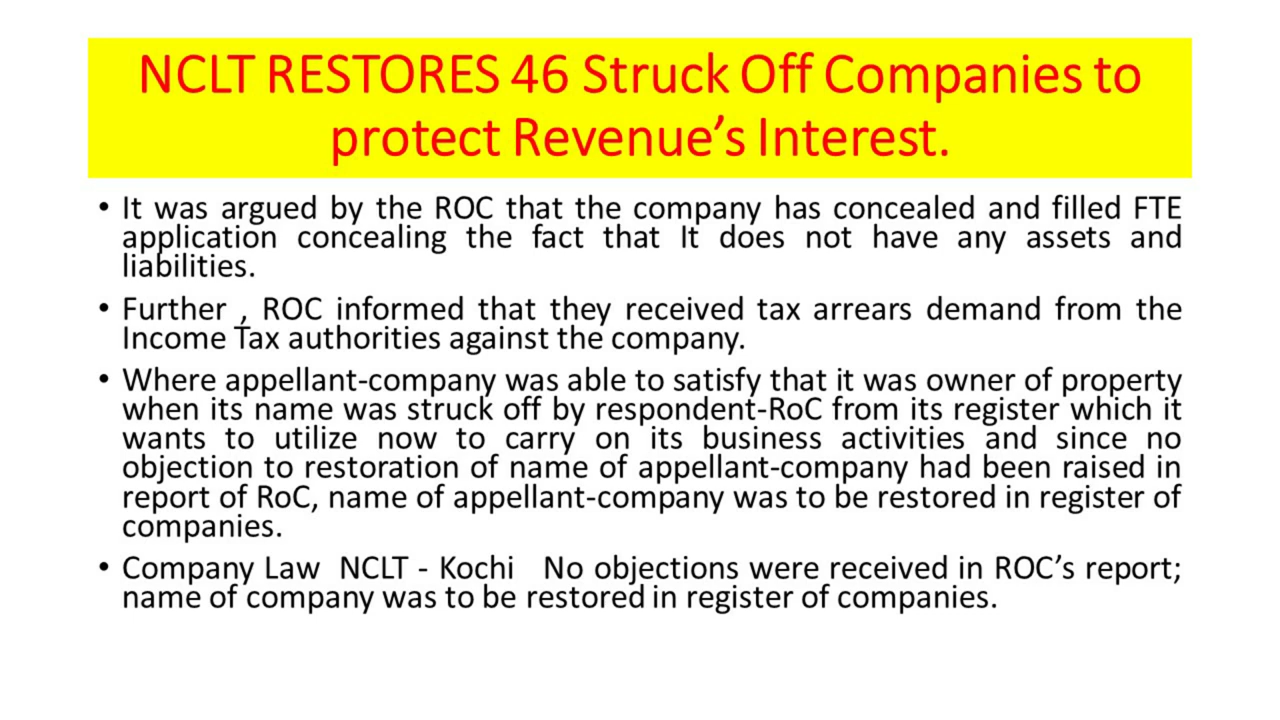 NCLT RESTORES 46 Struck Off Companies to
protect Revenue’s Interest.
• It was argued by the ROC that the company has concealed and filled FTE
application concealing the fact that It does not have any assets and
liabilities.
• Further , ROC informed that they received tax arrears demand from the
Income Tax authorities against the company.
• Where appellant-company was able to satisfy that it was owner of property
when its name was struck off by respondent-RoC from its register which it
wants to utilize now to carry on its business activities and since no
objection to restoration of name of appellant-company had been raised in
report of RoC, name of appellant-company was to be restored in register of
companies.
• Company Law  NCLT - Kochi   No objections were received in ROC’s report;
name of company was to be restored in register of companies.